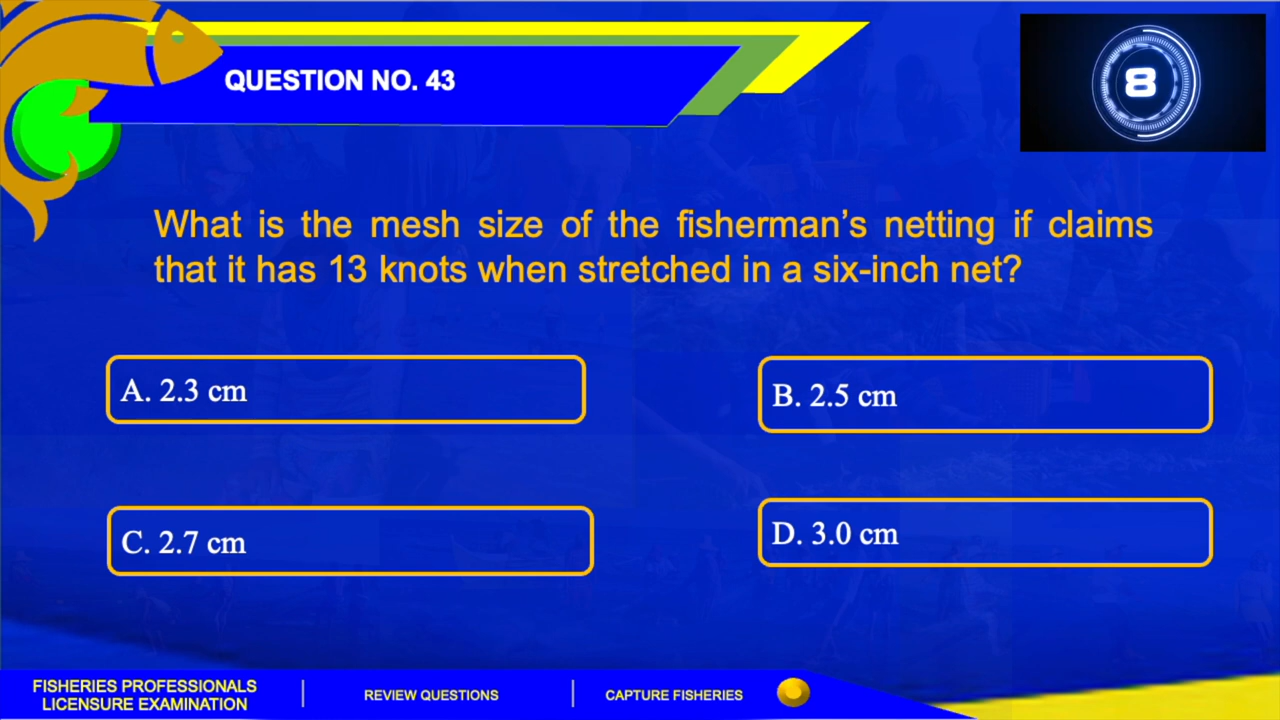 QUESTION NO. 43
8
What is the mesh size of the fisherman’s netting if claims
that it has 13 knots when stretched in a six-inch net?
A. 2.3 cm
B. 2.5 cm
C. 2.7 cm
D. 3.0 cm
FISHERIES PROFESSIONALS
LICENSURE EXAMINATION
REVIEW QUESTIONS
CAPTURE FISHERIES